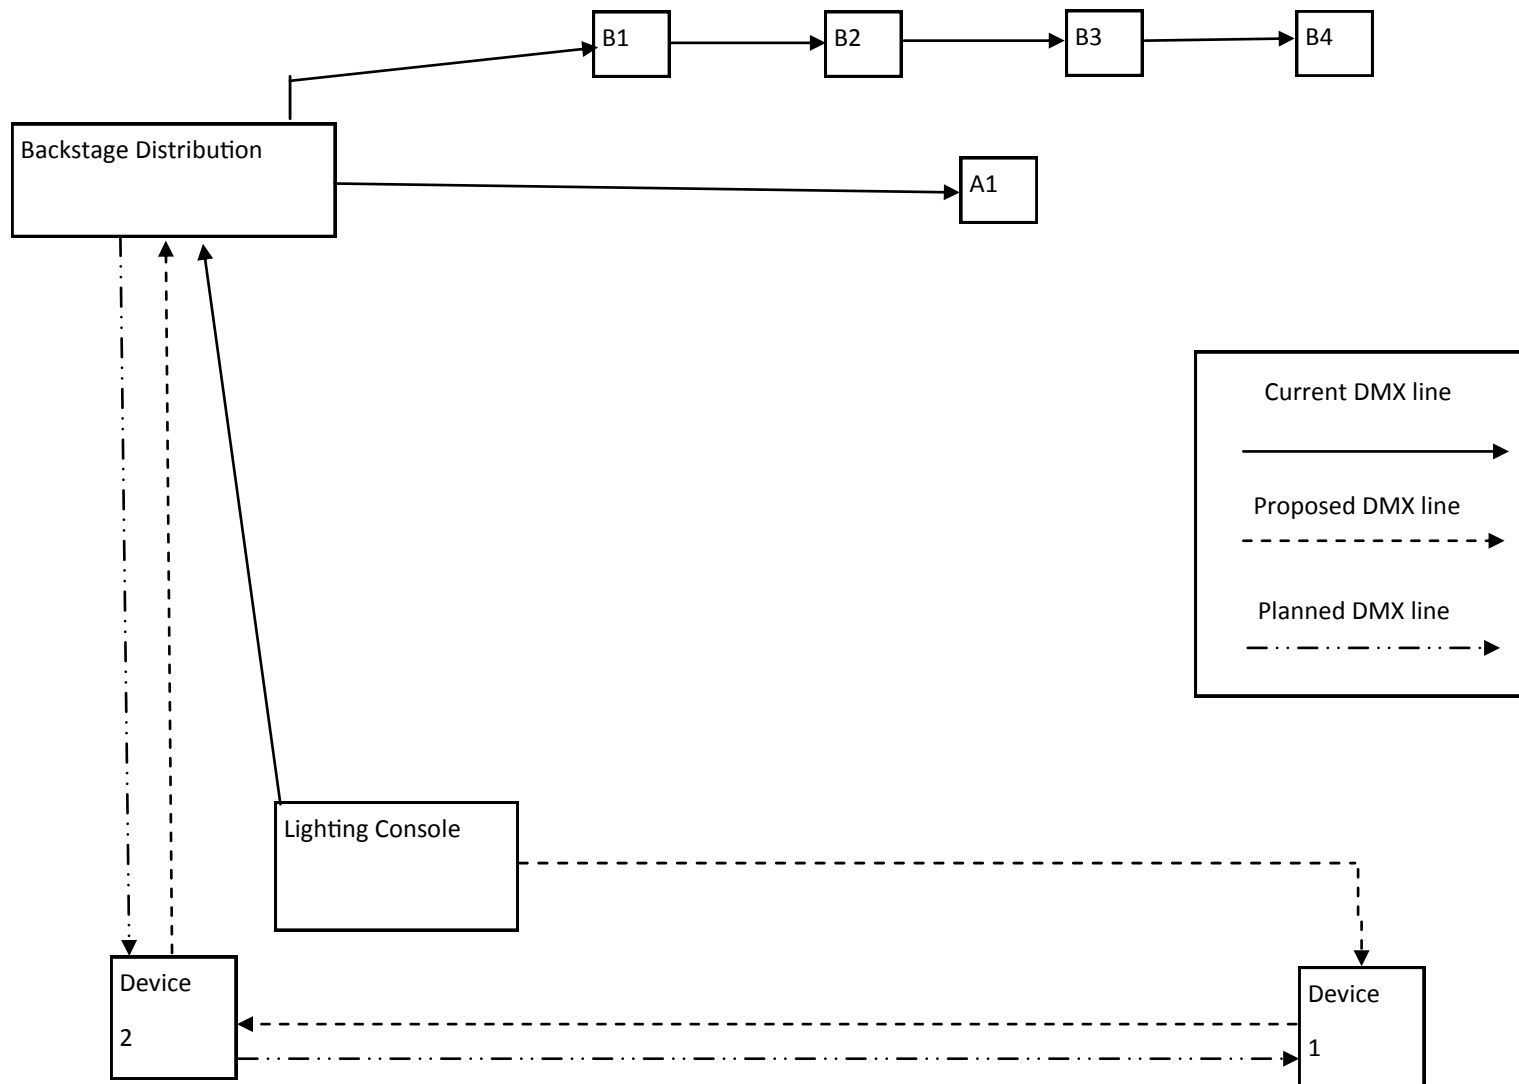 B1
B2
B3
B4
Backstage Distribution
A1
Current DMX line
Proposed DMX line
Planned DMX line
Lighting Console
Device
2
Device
1